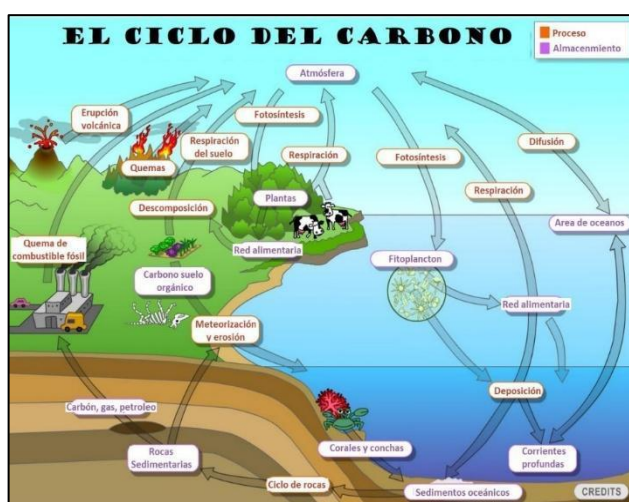 EL CICLO DEL CARBONO
Proceso
Almacenmiento
Atmósfera
Erupción
volcánica
Fotosíntesis
Respiración
del suelo
Quemas
Respiración
Fotosíntesis
Difusión
Respiración
Plantas
Descomposición
Area de oceanos
Red alimentaria
Quema de
combustible fósil
Fitoplancton
Carbono suelo
orgánico
Red alimentaria
Meteorización
y erosión
Deposición
Carbón, gas, petroleo
Rocas
Sedimentarias
Corales y conchas
Corrientes
profundas
Ciclo de rocas
Sedimentos oceánicos
CREDITS